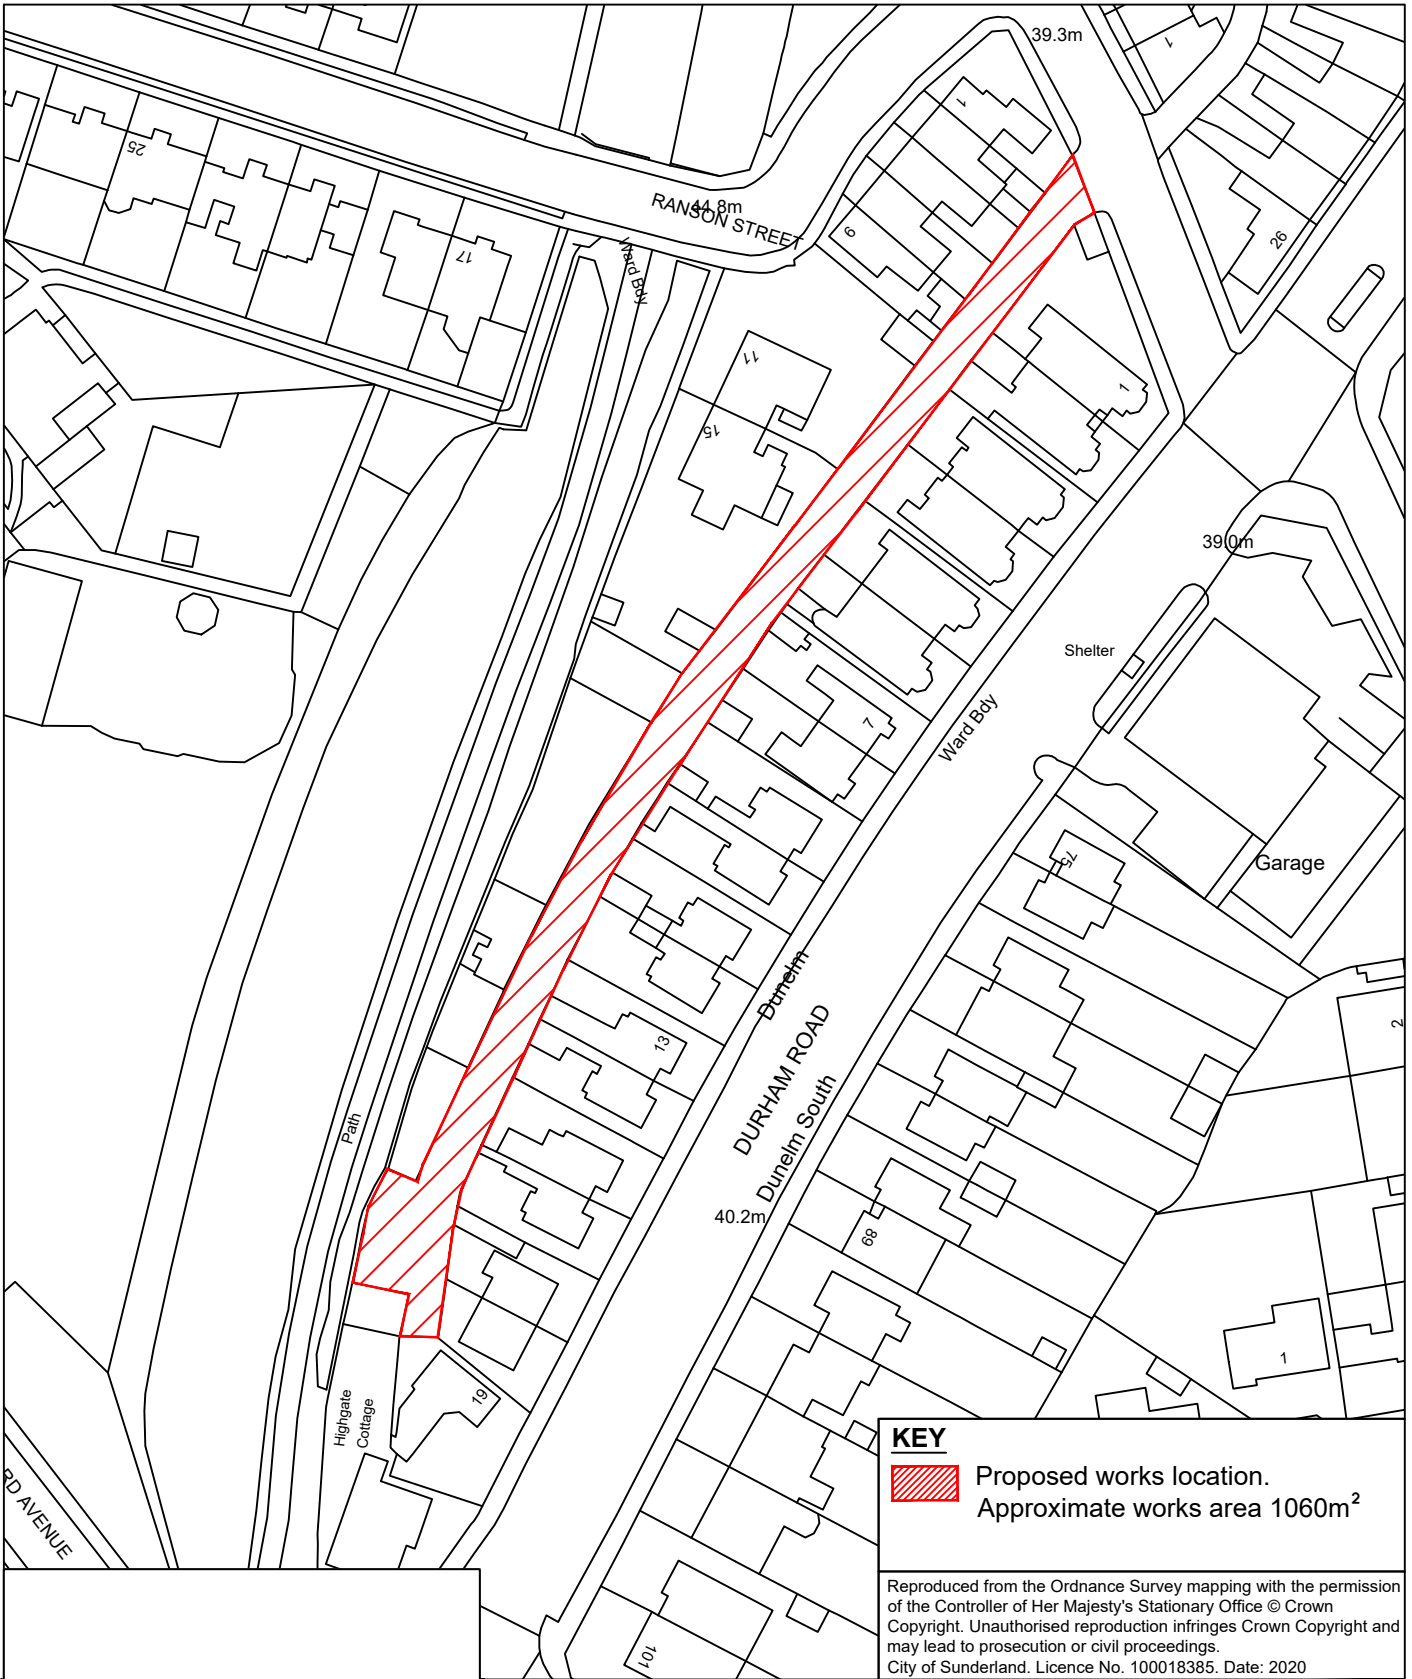 39.3m
1
1
25
44.8m
RANSON STREET
9
26
17
Ward Bdy
11
1
15
39.0m
Shelter
7
Ward Bdy
75
Garage
Dunelm
13
2
DURHAM ROAD
Path
Dunelm South
40.2m
68
1
19
Highgate
Cottage
RD AVENUE
101
KEY
Proposed works location.
Approximate works area 1060m²
Reproduced from the Ordnance Survey mapping with the permission
of the Controller of Her Majesty's Stationary Office © Crown
Copyright. Unauthorised reproduction infringes Crown Copyright and
may lead to prosecution or civil proceedings.
City of Sunderland. Licence No. 100018385. Date: 2020